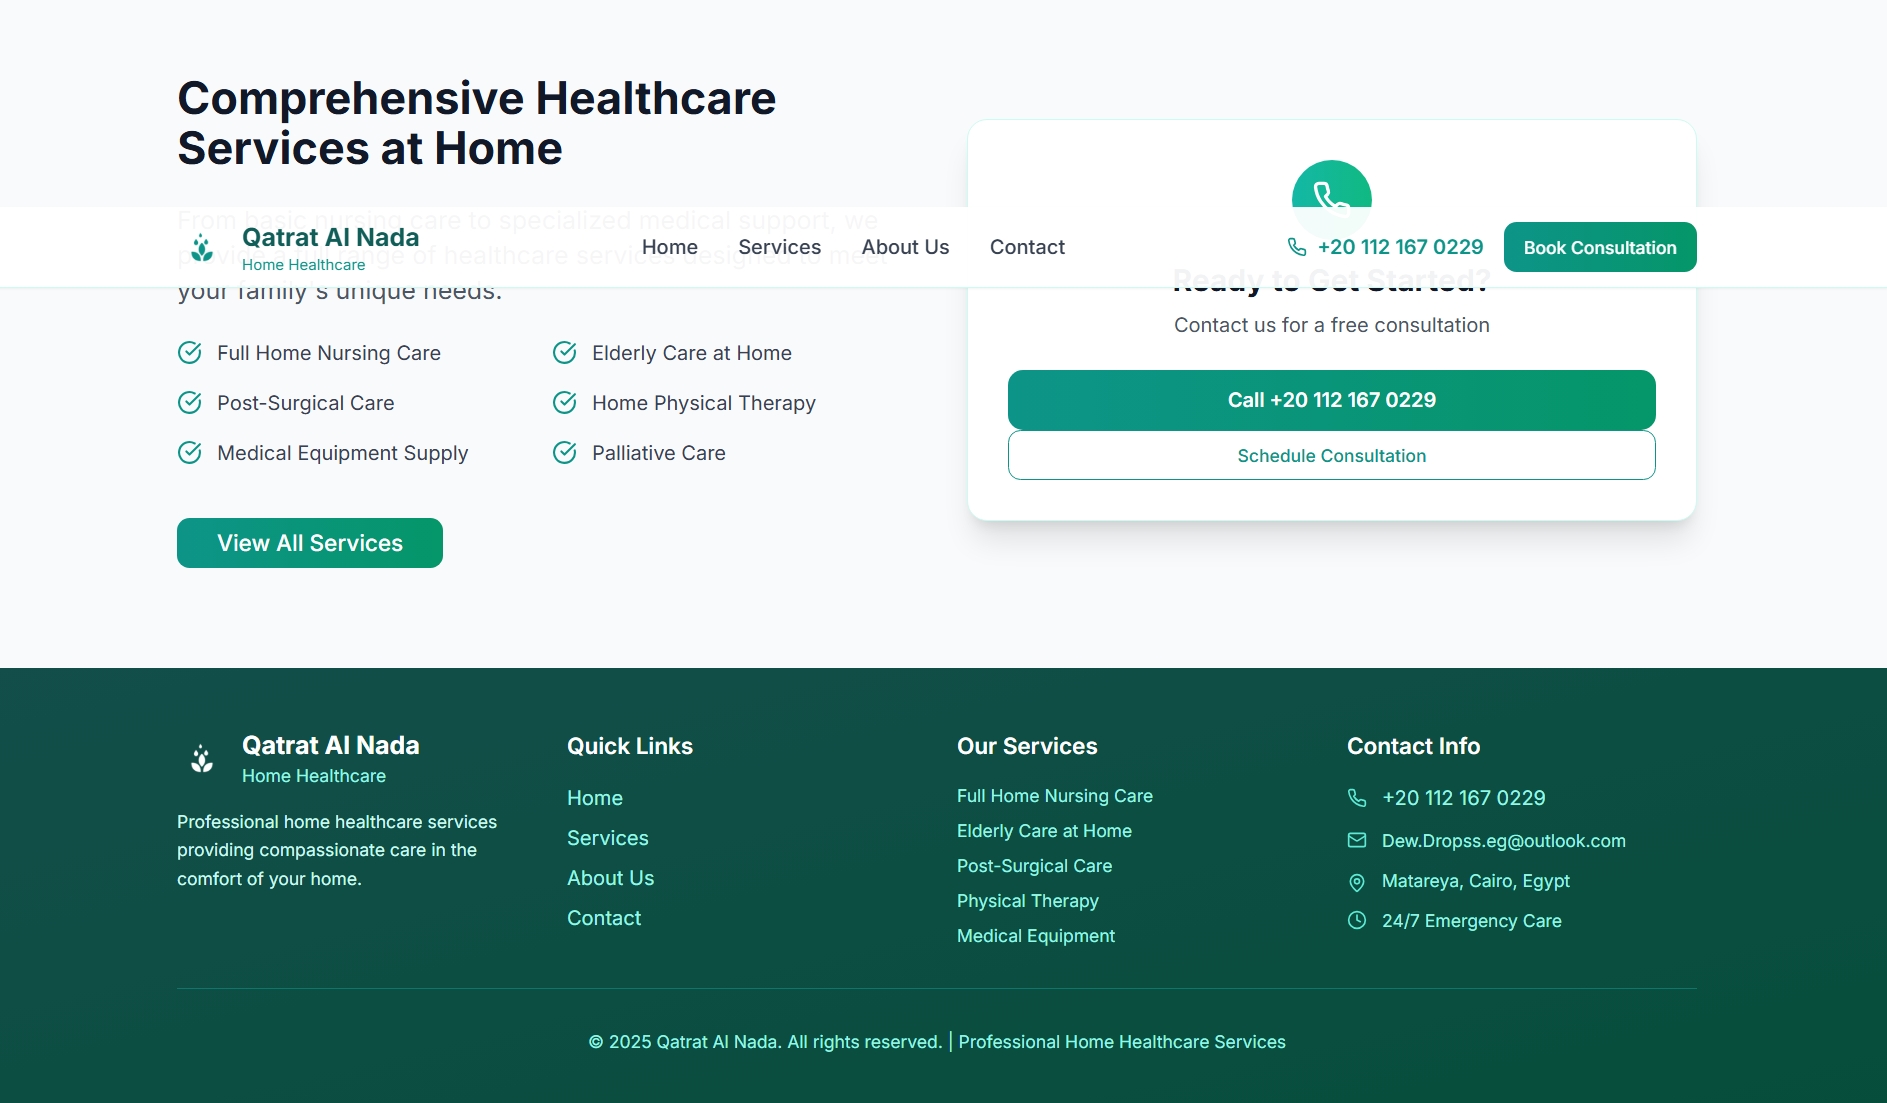 Comprehensive Healthcare
Services at Home
From basic nursing care to specialized medical support, we
provide a full range of healthcare services designed to meet
your family's unique needs.
Qatrat Al Nada
Home Healthcare
Home
Services
About Us
Contact
+20 112 167 0229
Book Consultation
Full Home Nursing Care
Elderly Care at Home
Post-Surgical Care
Home Physical Therapy
Medical Equipment Supply
Palliative Care
View All Services
Ready to Get Started?
Contact us for a free consultation
Call +20 112 167 0229
Schedule Consultation
Qatrat Al Nada
Home Healthcare
Professional home healthcare services
providing compassionate care in the
comfort of your home.
Quick Links
Home
Services
About Us
Contact
Our Services
Full Home Nursing Care
Elderly Care at Home
Post-Surgical Care
Physical Therapy
Medical Equipment
Contact Info
+20 112 167 0229
Dew.Dropss.eg@outlook.com
Matareya, Cairo, Egypt
24/7 Emergency Care
© 2025 Qatrat Al Nada. All rights reserved. | Professional Home Healthcare Services